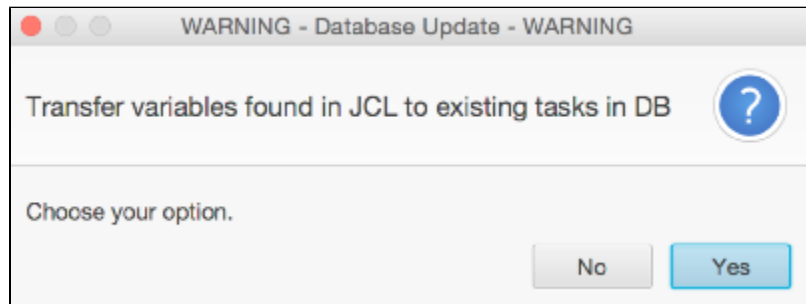 WARNING - Database Update - WARNING
Transfer variables found in JCL to existing tasks in DB
?
Choose your option.
No
Yes